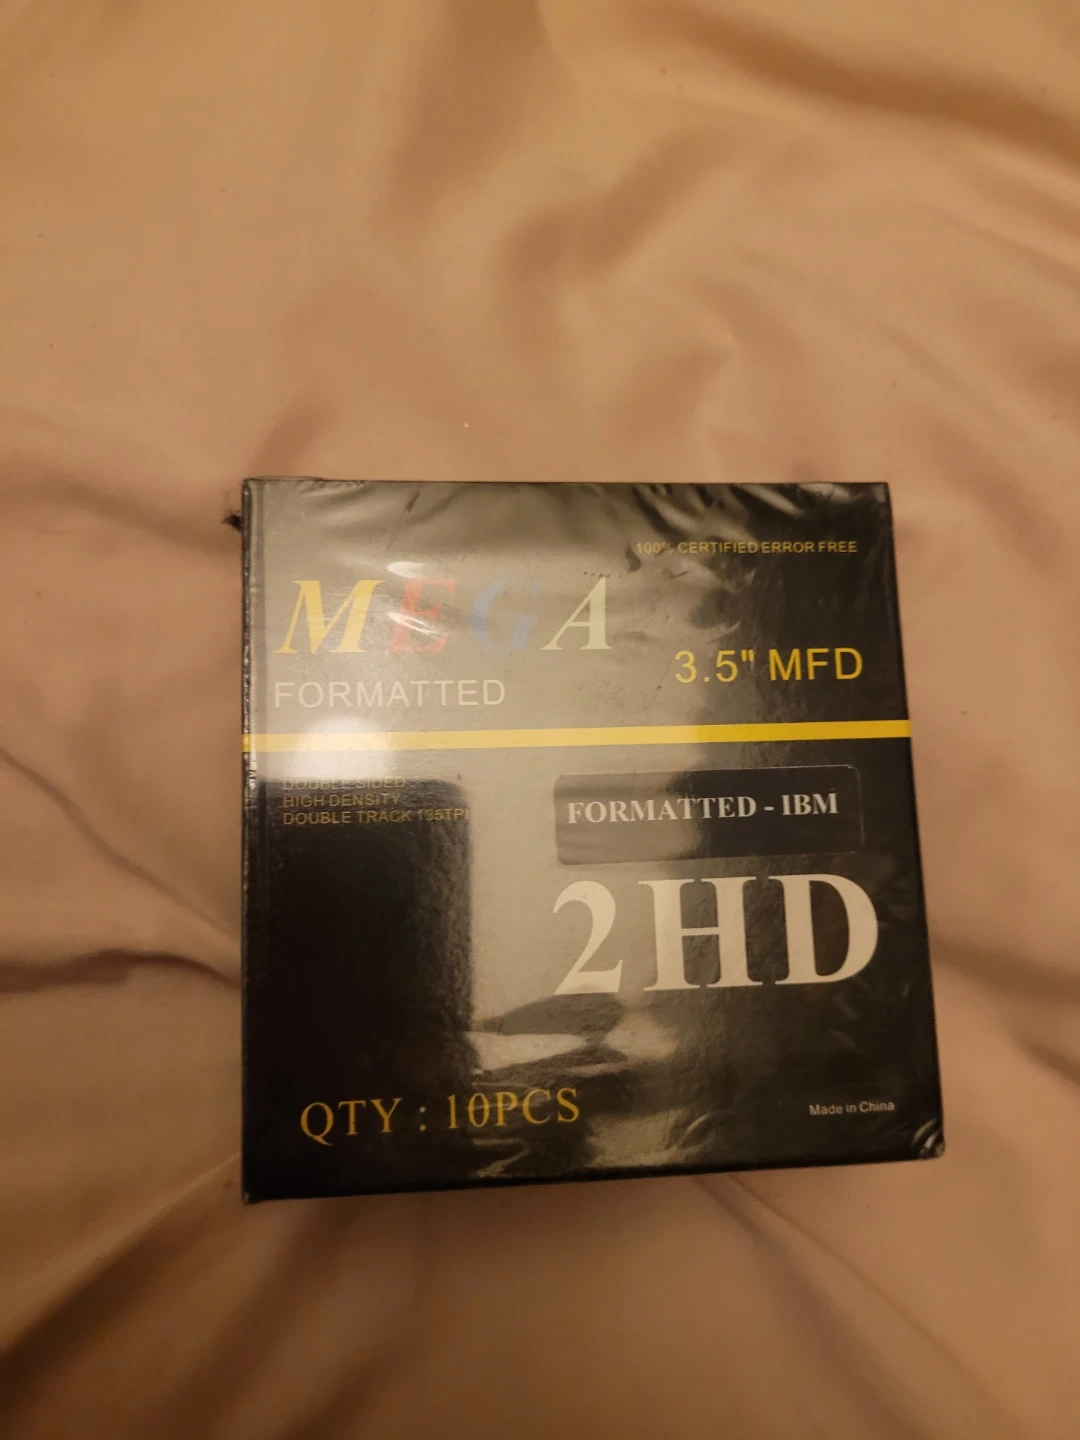 100% CERTIFIED ERROR FREE
MEGA
3.5" MFD
FORMATTED
DOUBLE SIDED
HIGH DENSITY
DOUBLE TRACK 135TPI
FORMATTED - IBM
2HD
QTY : 10PCS
Made in China